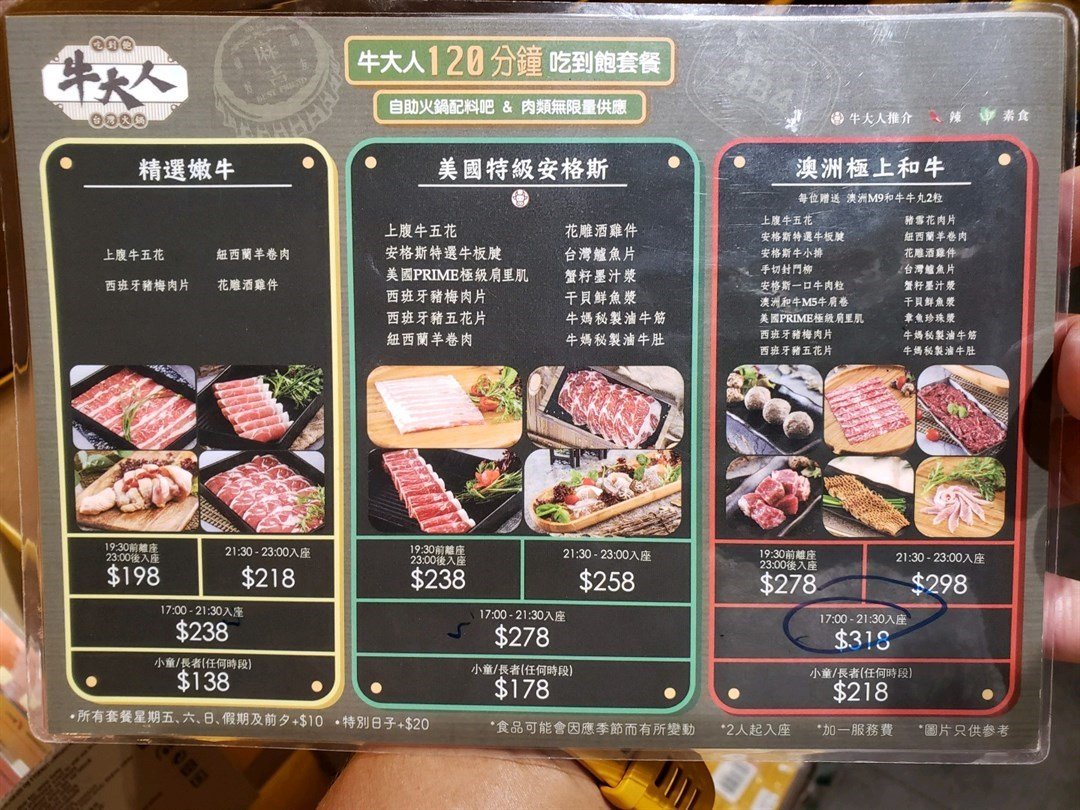 吃到飽
牛大人
台灣火鍋
牛大人120分鐘吃到飽套餐
自助火鍋配料吧 & 肉類無限量供應
牛大人推介 辣 素食
精選嫩牛
上腹牛五花 紐西蘭羊卷肉
西班牙豬梅肉片 花雕酒雞件
19:30前離座
23:00後入座
$198
21:30 - 23:00入座
$218
17:00 - 21:30入座
$238
小童/長者(任何時段)
$138
美國特級安格斯
上腹牛五花 花雕酒雞件
安格斯特選牛板腱 台灣鱸魚片
美國PRIME極級肩里肌 蟹籽墨汁漿
西班牙豬梅肉片 干貝鮮魚漿
西班牙豬五花片 牛媽秘製滷牛筋
紐西蘭羊卷肉 牛媽秘製滷牛肚
19:30前離座
23:00後入座
$238
21:30 - 23:00入座
$258
17:00 - 21:30入座
$278
小童/長者(任何時段)
$178
澳洲極上和牛
每位贈送 澳洲M9和牛牛丸2粒
上腹牛五花 豬雪花肉片
安格斯特選牛板腱 紐西蘭羊卷肉
安格斯牛小排 花雕酒雞件
手切封門柳 台灣鱸魚片
安格斯一口牛肉粒 蟹籽墨汁漿
澳洲和牛M5牛肩卷 干貝鮮魚漿
美國PRIME極級肩里肌 章魚珍珠漿
西班牙豬梅肉片 牛媽秘製滷牛筋
西班牙豬五花片 牛媽秘製滷牛肚
19:30前離座
23:00後入座
$278
21:30 - 23:00入座
$298
17:00 - 21:30入座
$318
小童/長者(任何時段)
$218
•所有套餐星期五、六、日、假期及前夕+$10 •特別日子+$20 *食品可能會因應季節而有所變動 *2人起入座 *加一服務費 *圖片只供參考